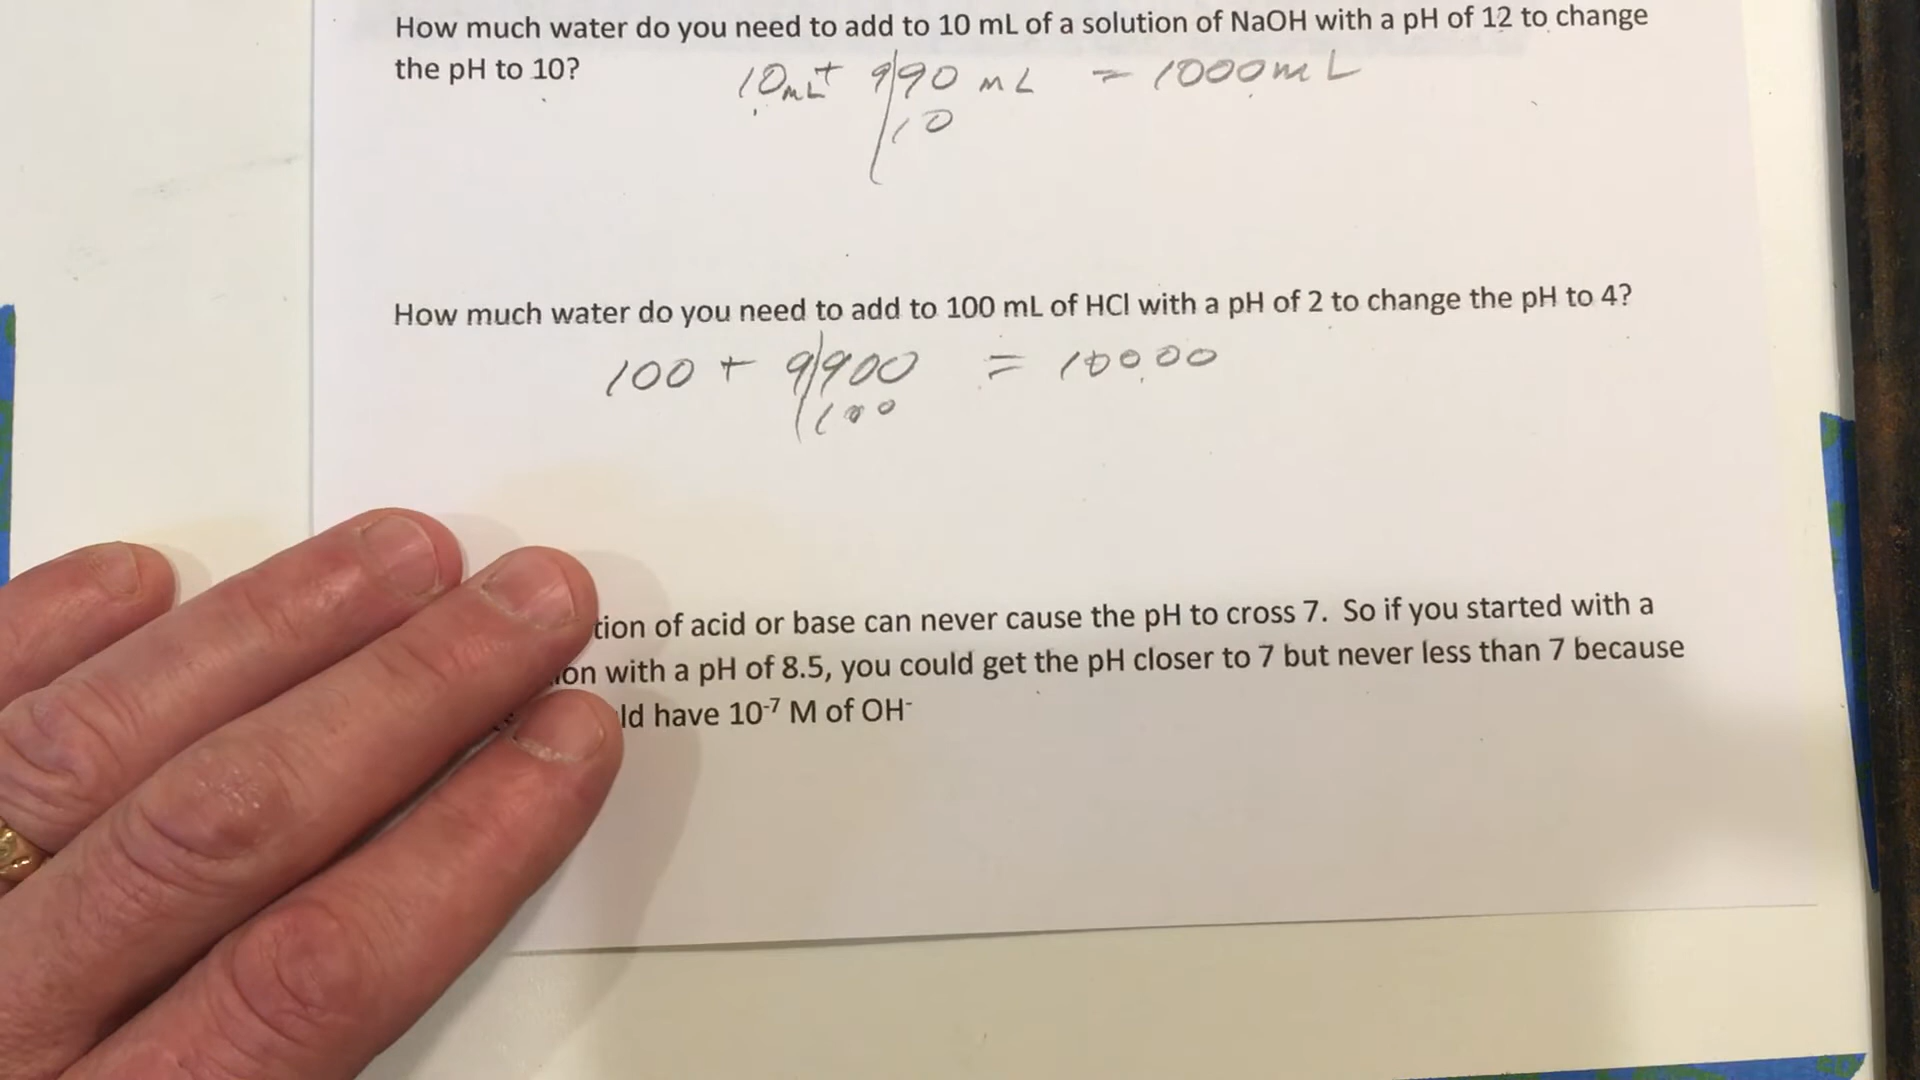 How much water do you need to add to 10 mL of a solution of NaOH with a pH of 12 to change
the pH to 10?
10mL + 990 mL = 1000mL
10
How much water do you need to add to 100 mL of HCl with a pH of 2 to change the pH to 4?
100 + 9900 = 10000
100
tion of acid or base can never cause the pH to cross 7. So if you started with a
on with a pH of 8.5, you could get the pH closer to 7 but never less than 7 because
ld have 10⁻⁷ M of OH⁻